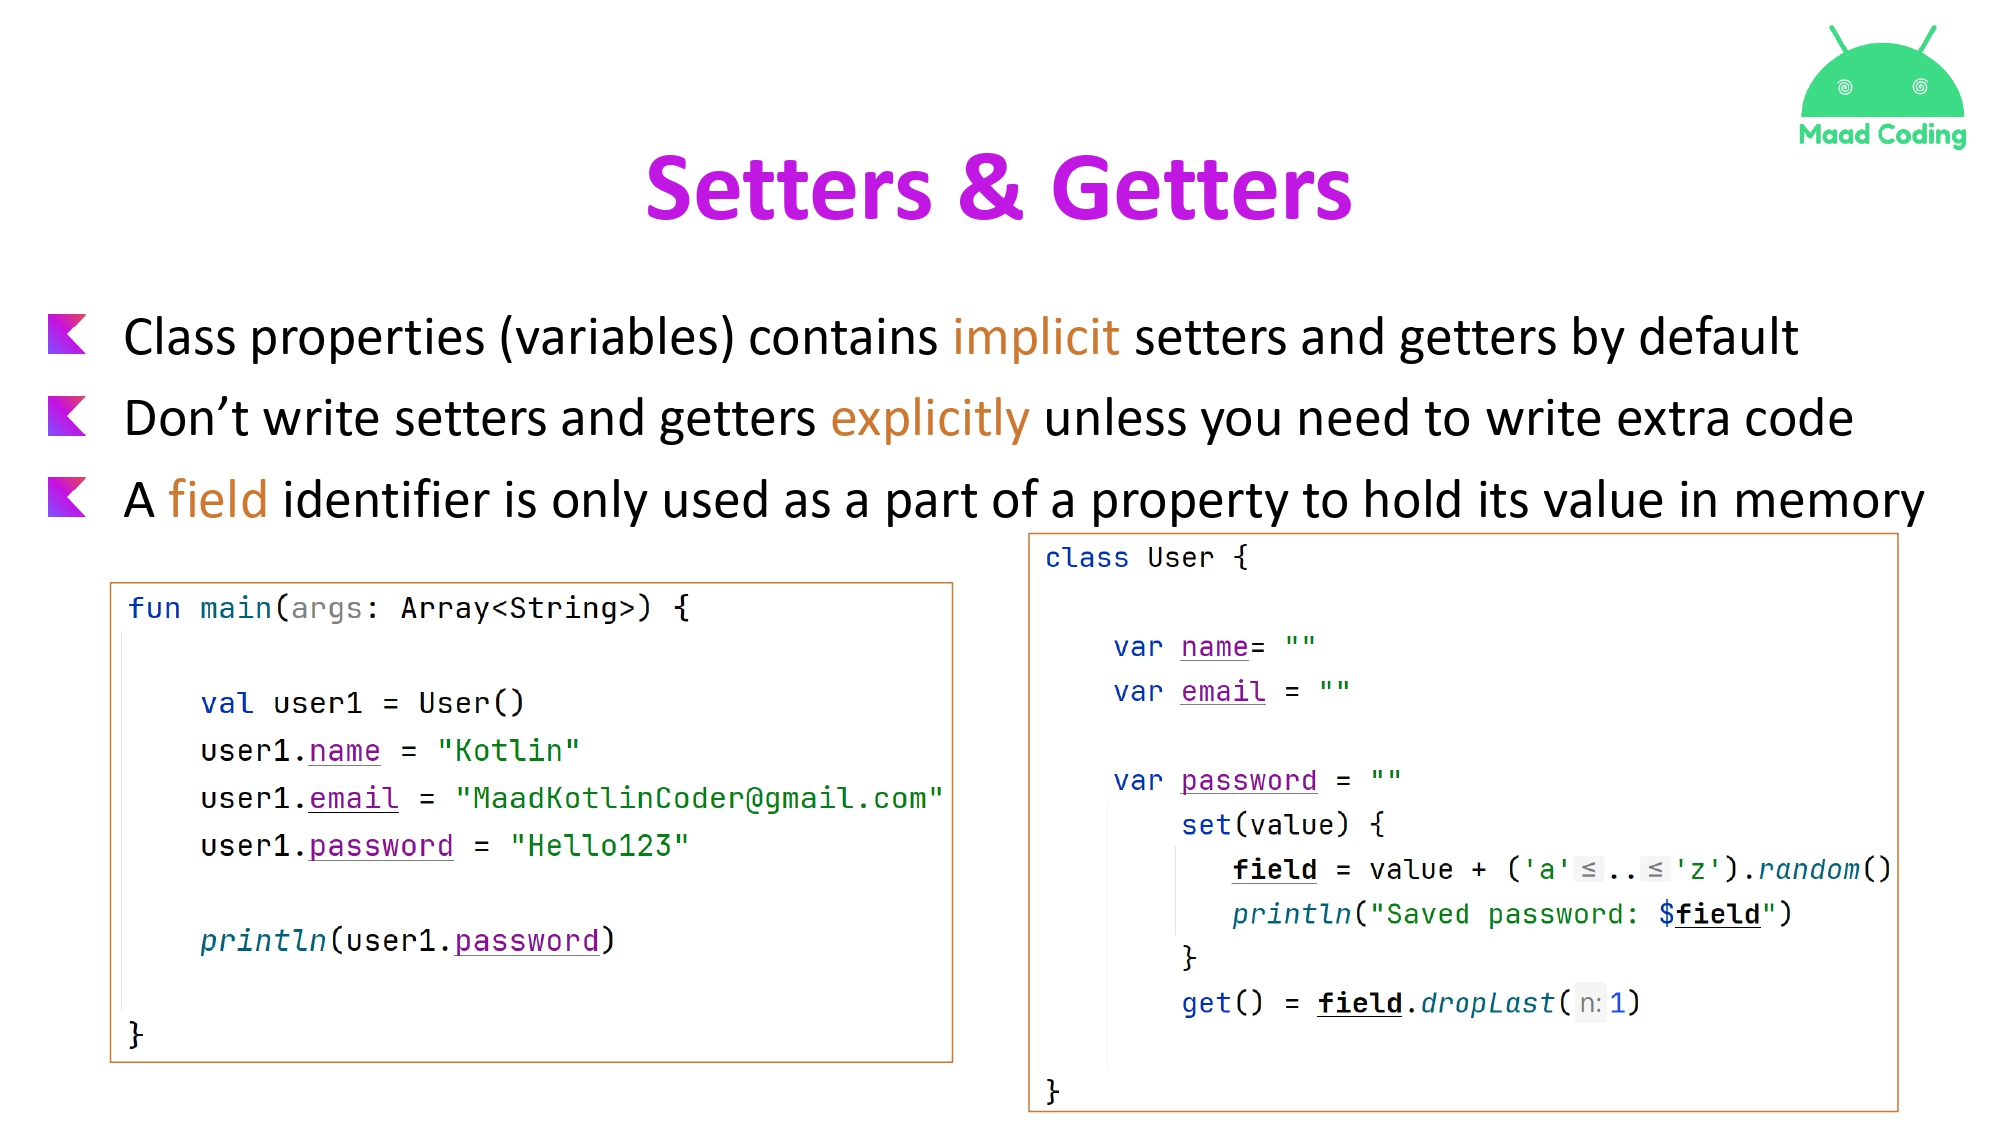 Maad Coding
Setters & Getters
Class properties (variables) contains implicit setters and getters by default
Don’t write setters and getters explicitly unless you need to write extra code
A field identifier is only used as a part of a property to hold its value in memory
fun main(args: Array<String>) {
val user1 = User()
user1.name = "Kotlin"
user1.email = "MaadKotlinCoder@gmail.com"
user1.password = "Hello123"
println(user1.password)
}
class User {
var name= ""
var email = ""
var password = ""
set(value) {
field = value + ('a'≤..≤'z').random()
println("Saved password: $field")
}
get() = field.dropLast(n:1)
}